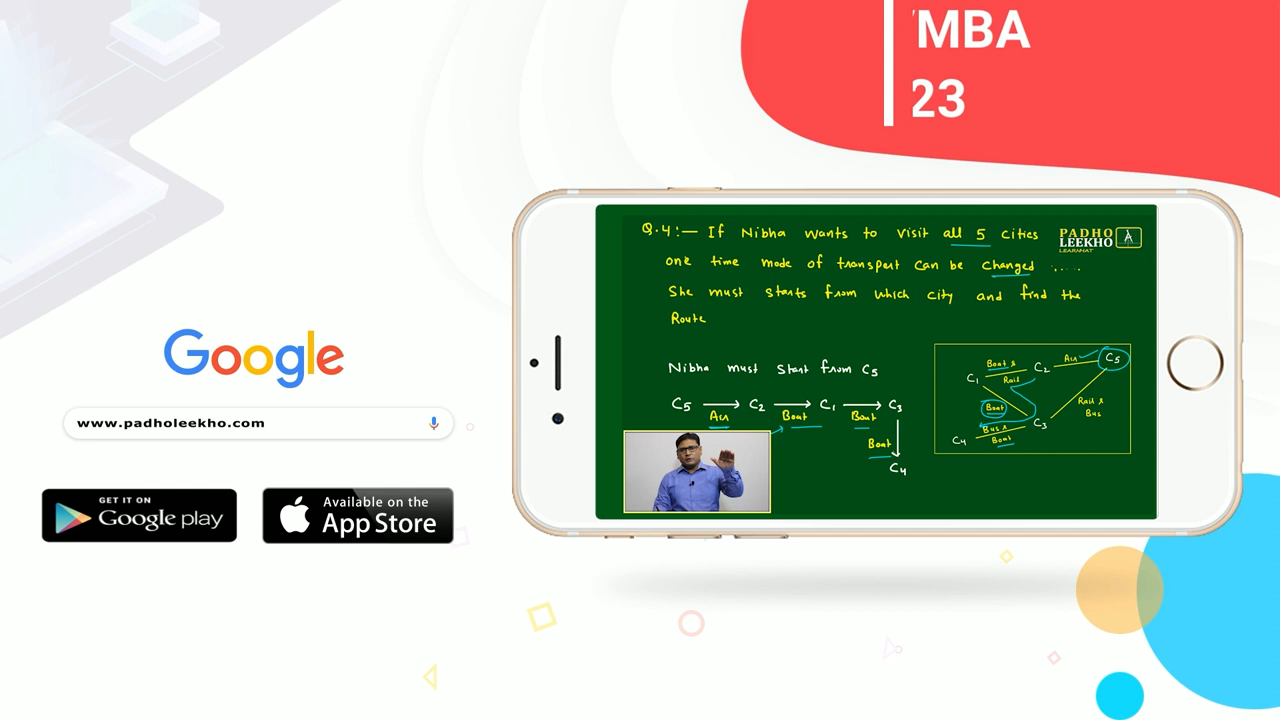 'MBA
23
Google
www.padholeekho.com
GET IT ON
Google play
Available on the
App Store
Q.4:— If Nibha wants to visit all 5 cities
one time mode of transport can be changed .....
She must starts from which city and find the
Route
PADHO
LEEKHO
LEARNHAT
Nibha must start from C5
C5 → C2 → C1 → C3
Air Boat Boat
Boat
C4
Boat &
Rail
C1
C2
Air
C5
Boat
Rail &
Bus
C3
Bus &
Boat
C4